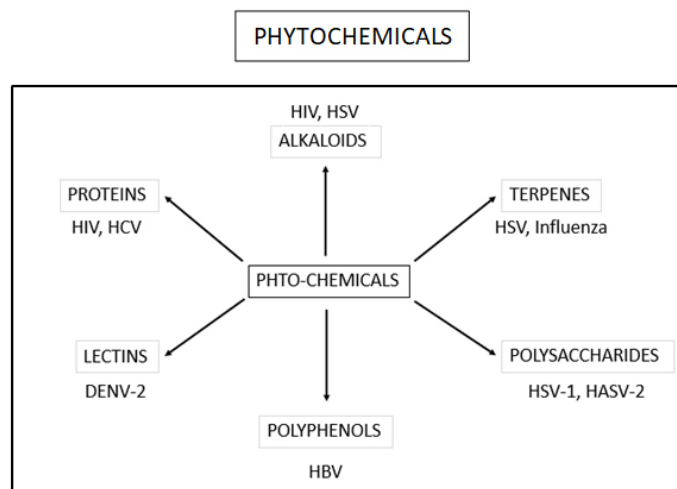 PHYTOCHEMICALS
HIV, HSV
ALKALOIDS
PROTEINS
HIV, HCV
TERPENES
HSV, Influenza
PHTO-CHEMICALS
LECTINS
DENV-2
POLYSACCHARIDES
HSV-1, HASV-2
POLYPHENOLS
HBV